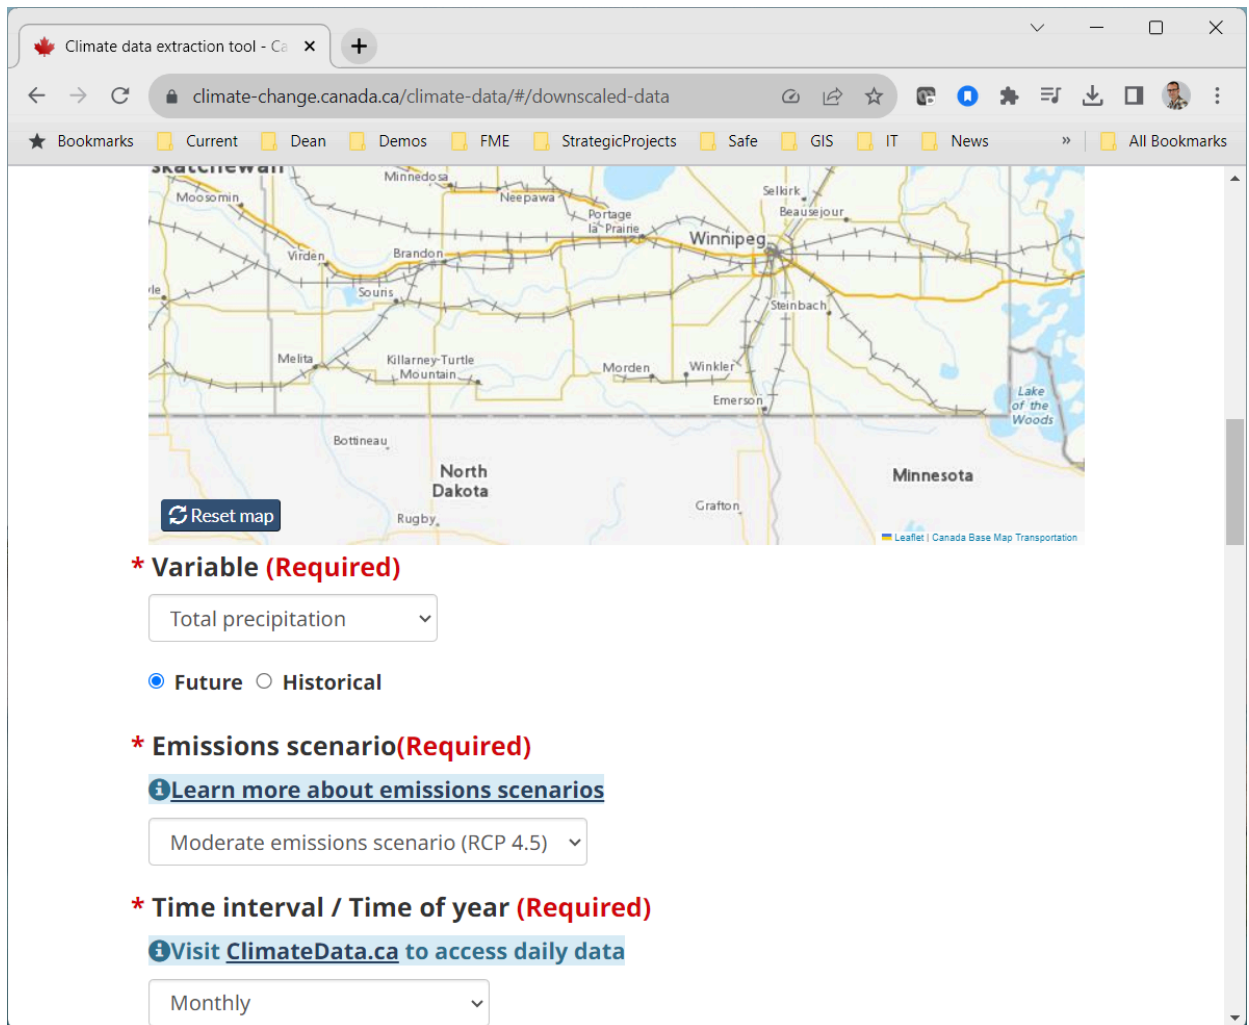 Climate data extraction tool - Ca
climate-change.canada.ca/climate-data/#/downscaled-data
Bookmarks Current Dean Demos FME StrategicProjects Safe GIS IT News » All Bookmarks
skatchewan
Minnedosa
Neepawa
Selkirk
Moosomin
Portage
la Prairie
Beausejour
Winnipeg
Virden
Brandon
Souris
Steinbach
Melita
Killarney-Turtle
Mountain
Morden
Winkler
Emerson
Lake
of the
Woods
Bottineau
North
Dakota
Minnesota
Grafton
Reset map
Rugby
Leaflet | Canada Base Map Transportation
* Variable (Required)
Total precipitation
Future Historical
* Emissions scenario(Required)
Learn more about emissions scenarios
Moderate emissions scenario (RCP 4.5)
* Time interval / Time of year (Required)
Visit ClimateData.ca to access daily data
Monthly